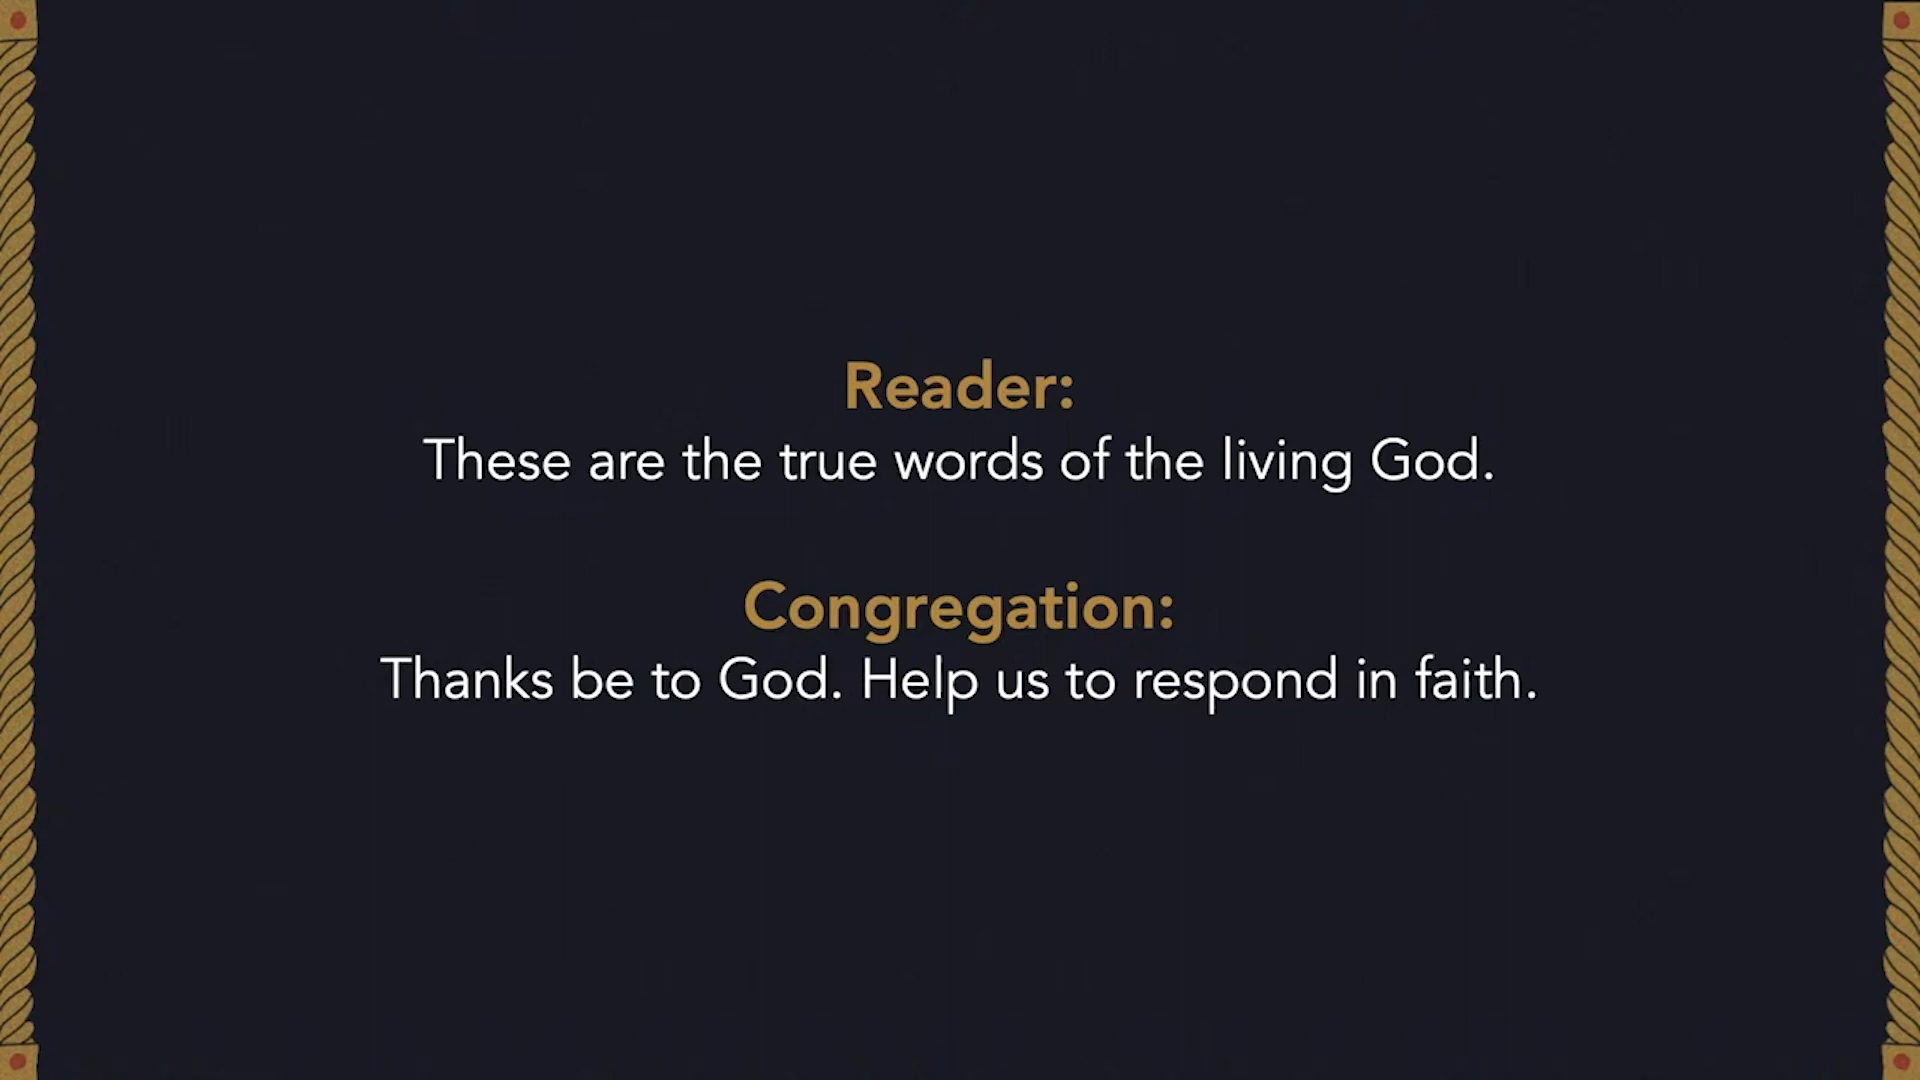 Reader:
These are the true words of the living God.
Congregation:
Thanks be to God. Help us to respond in faith.